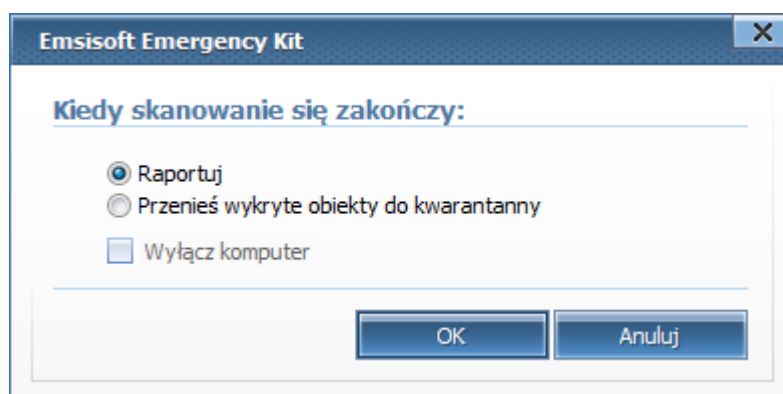 Emsisoft Emergency Kit
Kiedy skanowanie się zakończy:
Raportuj
Przenieś wykryte obiekty do kwarantanny
Wyłącz komputer
OK Anuluj